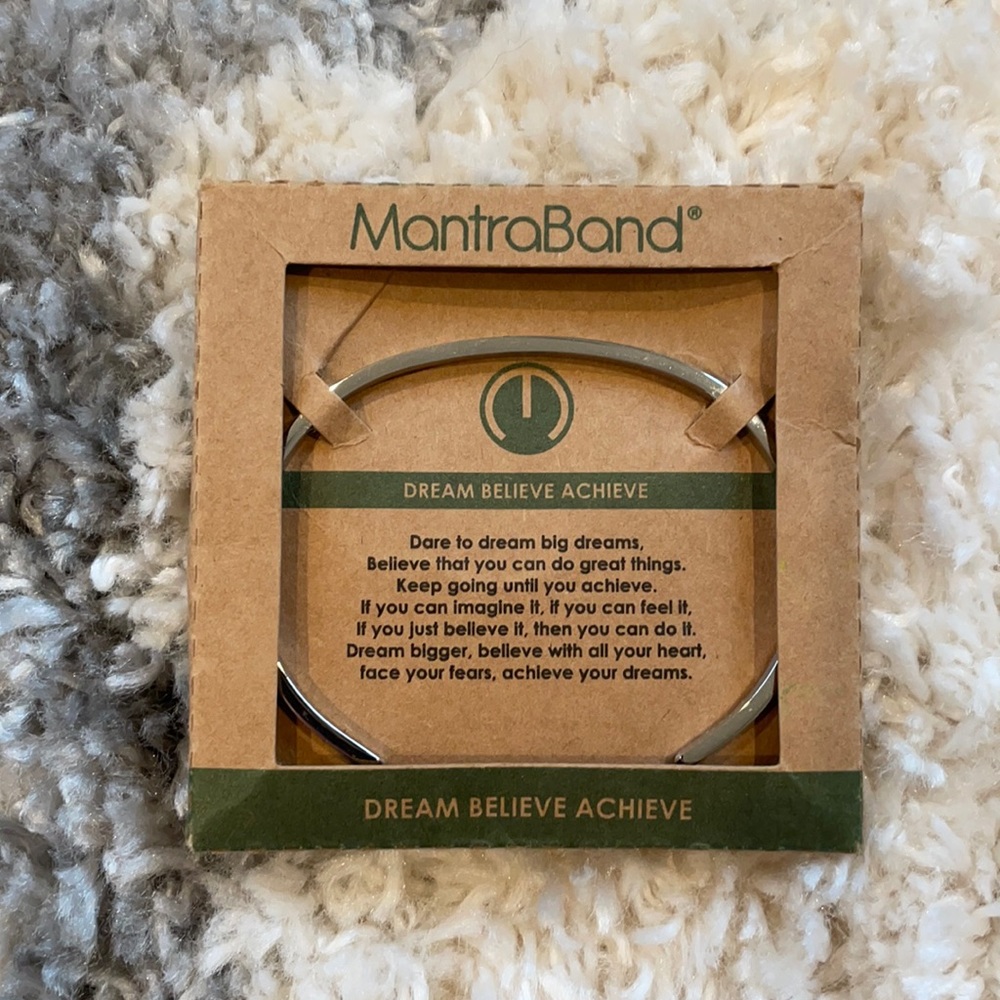 MantraBand®
DREAM BELIEVE ACHIEVE
Dare to dream big dreams,
Believe that you can do great things.
Keep going until you achieve.
If you can imagine it, if you can feel it,
If you just believe it, then you can do it.
Dream bigger, believe with all your heart,
face your fears, achieve your dreams.
DREAM BELIEVE ACHIEVE